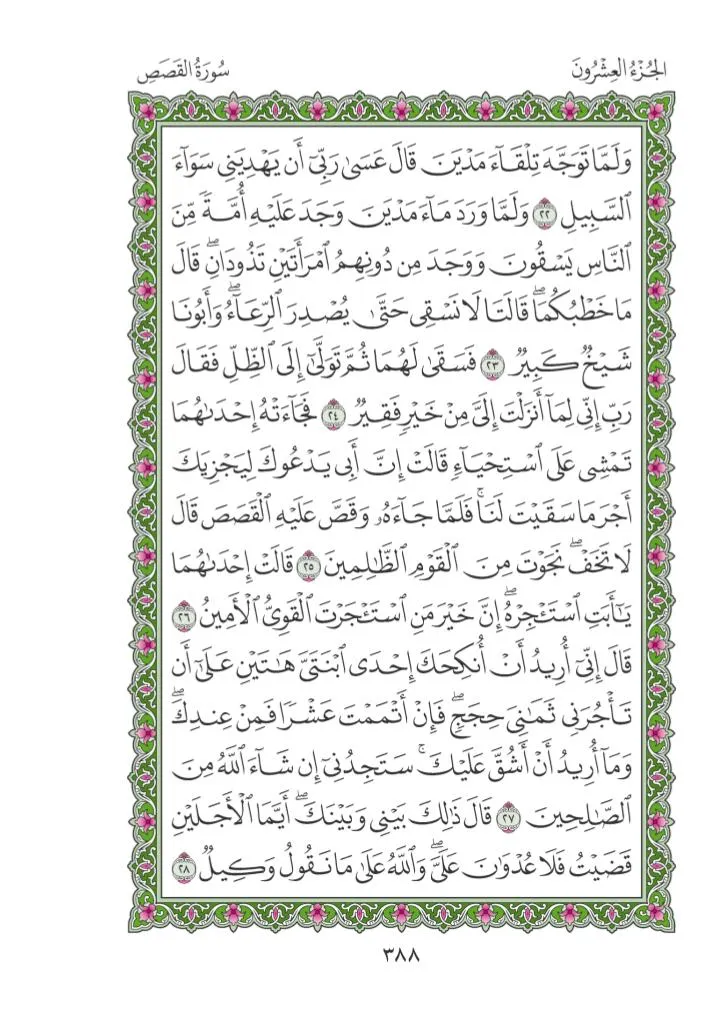 الجُزْءُ العِشْرُونَ
سُورَةُ القَصَصِ
وَلَمَّا تَوَجَّهَ تِلْقَآءَ مَدْيَنَ قَالَ عَسَىٰ رَبِّىٓ أَن يَهْدِيَنِى سَوَآءَ
ٱلسَّبِيلِ ٢٢ وَلَمَّا وَرَدَ مَآءَ مَدْيَنَ وَجَدَ عَلَيْهِ أُمَّةً مِّنَ
ٱلنَّاسِ يَسْقُونَ وَوَجَدَ مِن دُونِهِمُ ٱمْرَأَتَيْنِ تَذُودَانِۖ قَالَ
مَا خَطْبُكُمَاۖ قَالَتَا لَا نَسْقِى حَتَّىٰ يُصْدِرَ ٱلرِّعَآءُۖ وَأَبُونَا
شَيْخٌ كَبِيرٌ ٢٣ فَسَقَىٰ لَهُمَا ثُمَّ تَوَلَّىٰٓ إِلَى ٱلظِّلِّ فَقَالَ
رَبِّ إِنِّى لِمَآ أَنزَلْتَ إِلَىَّ مِنْ خَيْرٍ فَقِيرٌ ٢٤ فَجَآءَتْهُ إِحْدَىٰهُمَا
تَمْشِى عَلَى ٱسْتِحْيَآءٍ قَالَتْ إِنَّ أَبِى يَدْعُوكَ لِيَجْزِيَكَ
أَجْرَ مَا سَقَيْتَ لَنَاۚ فَلَمَّا جَآءَهُۥ وَقَصَّ عَلَيْهِ ٱلْقَصَصَ قَالَ
لَا تَخَفْۖ نَجَوْتَ مِنَ ٱلْقَوْمِ ٱلظَّـٰلِمِينَ ٢٥ قَالَتْ إِحْدَىٰهُمَا
يَـٰٓأَبَتِ ٱسْتَـْٔجِرْهُۖ إِنَّ خَيْرَ مَنِ ٱسْتَـْٔجَرْتَ ٱلْقَوِىُّ ٱلْأَمِينُ ٢٦
قَالَ إِنِّىٓ أُرِيدُ أَنْ أُنكِحَكَ إِحْدَى ٱبْنَتَىَّ هَـٰتَيْنِ عَلَىٰٓ أَن
تَأْجُرَنِى ثَمَـٰنِىَ حِجَجٍۖ فَإِنْ أَتْمَمْتَ عَشْرًا فَمِنْ عِندِكَۖ
وَمَآ أُرِيدُ أَنْ أَشُقَّ عَلَيْكَۚ سَتَجِدُنِىٓ إِن شَآءَ ٱللَّهُ مِنَ
ٱلصَّـٰلِحِينَ ٢٧ قَالَ ذَٰلِكَ بَيْنِى وَبَيْنَكَۖ أَيَّمَا ٱلْأَجَلَيْنِ
قَضَيْتُ فَلَا عُدْوَٰنَ عَلَىَّۖ وَٱللَّهُ عَلَىٰ مَا نَقُولُ وَكِيلٌ ٢٨
٣٨٨